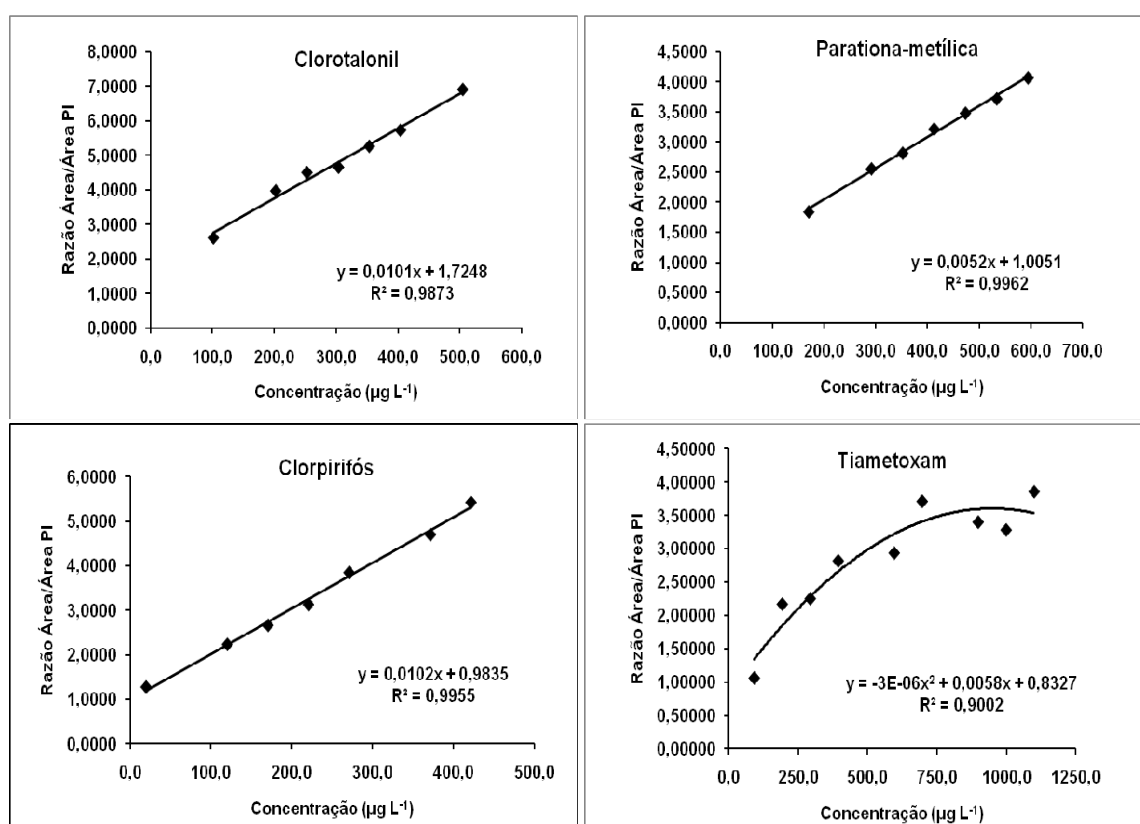 Clorotalonil
8,0000
7,0000
6,0000
5,0000
4,0000
3,0000
2,0000
1,0000
0,0000
Razão Área/Área PI
y = 0,0101x + 1,7248
R² = 0,9873
0,0 100,0 200,0 300,0 400,0 500,0 600,0
Concentração (µg L⁻¹)
Parationa-metílica
4,5000
4,0000
3,5000
3,0000
2,5000
2,0000
1,5000
1,0000
0,5000
0,0000
Razão Área/Área PI
y = 0,0052x + 1,0051
R² = 0,9962
0,0 100,0 200,0 300,0 400,0 500,0 600,0 700,0
Concentração (µg L⁻¹)
Clorpirifós
6,0000
5,0000
4,0000
3,0000
2,0000
1,0000
0,0000
Razão Área/Área PI
y = 0,0102x + 0,9835
R² = 0,9955
0,0 100,0 200,0 300,0 400,0 500,0
Concentração (µg L⁻¹)
Tiametoxam
4,50000
4,00000
3,50000
3,00000
2,50000
2,00000
1,50000
1,00000
0,50000
0,00000
Razão Área/Área PI
y = -3E-06x² + 0,0058x + 0,8327
R² = 0,9002
0,0 250,0 500,0 750,0 1000,0 1250,0
Concentração (µg L⁻¹)